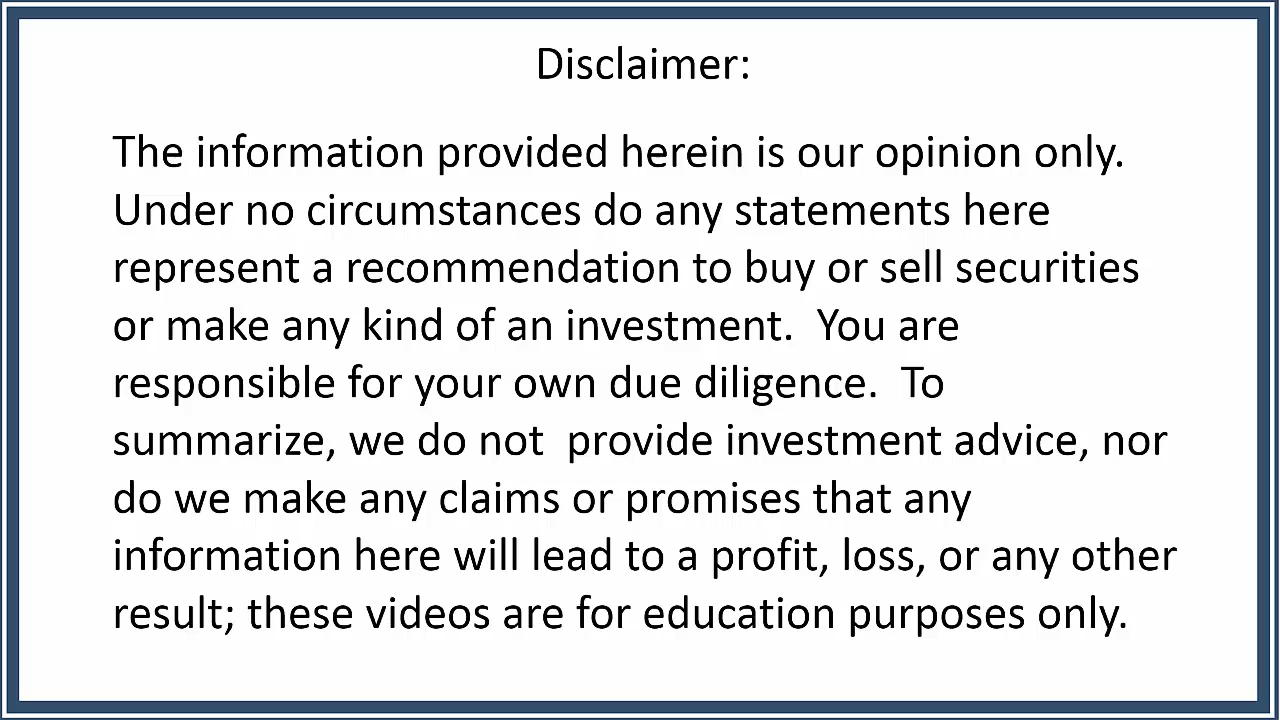 Disclaimer:
The information provided herein is our opinion only.
Under no circumstances do any statements here
represent a recommendation to buy or sell securities
or make any kind of an investment.  You are
responsible for your own due diligence.  To
summarize, we do not  provide investment advice, nor
do we make any claims or promises that any
information here will lead to a profit, loss, or any other
result; these videos are for education purposes only.